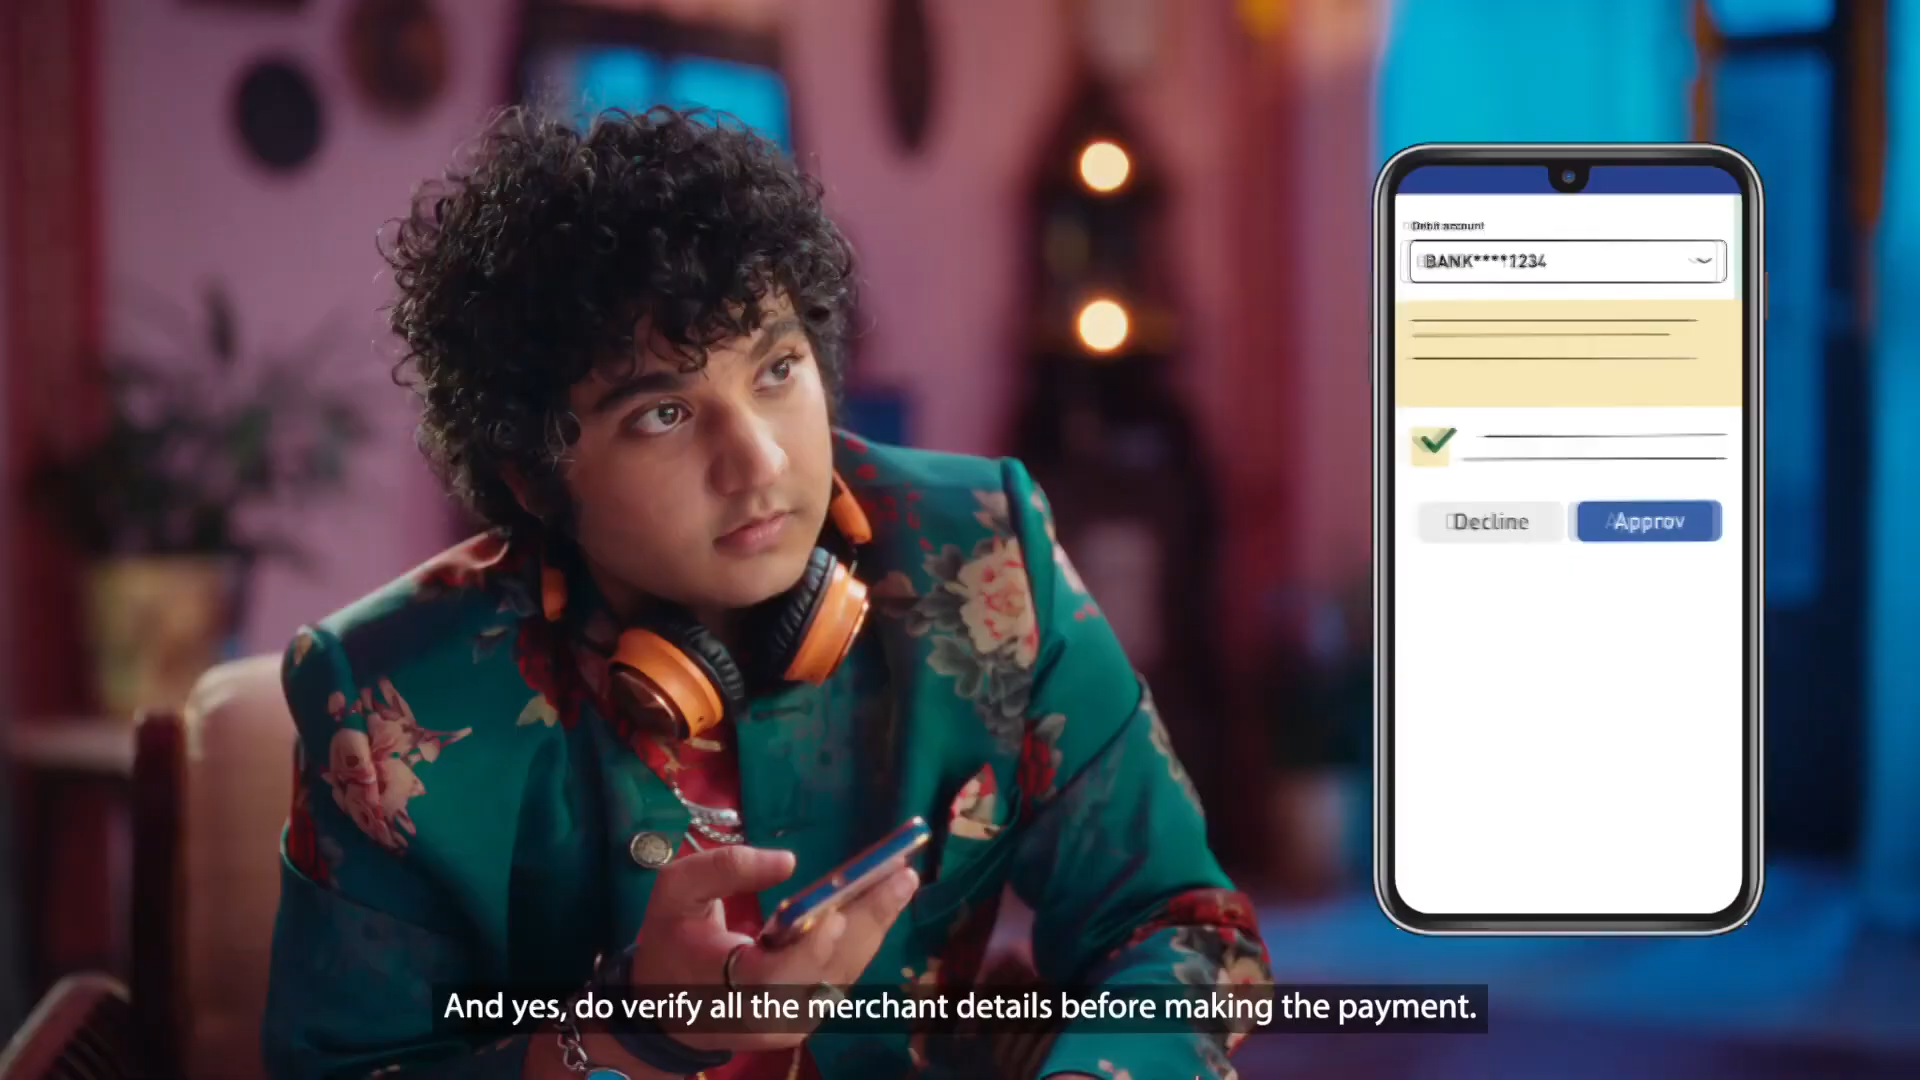 Debit account
BANK****1234
Decline
Approv
And yes, do verify all the merchant details before making the payment.